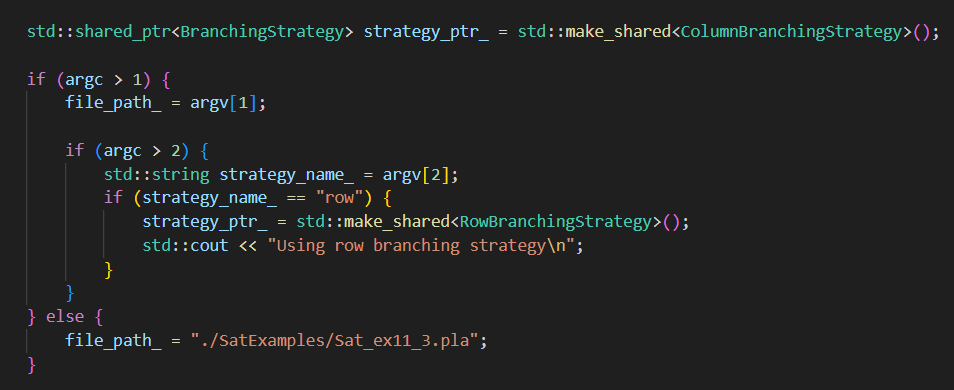 std::shared_ptr<BranchingStrategy> strategy_ptr_ = std::make_shared<ColumnBranchingStrategy>();
if (argc > 1) {
file_path_ = argv[1];
if (argc > 2) {
std::string strategy_name_ = argv[2];
if (strategy_name_ == "row") {
strategy_ptr_ = std::make_shared<RowBranchingStrategy>();
std::cout << "Using row branching strategy\n";
}
}
} else {
file_path_ = "./SatExamples/Sat_ex11_3.pla";
}